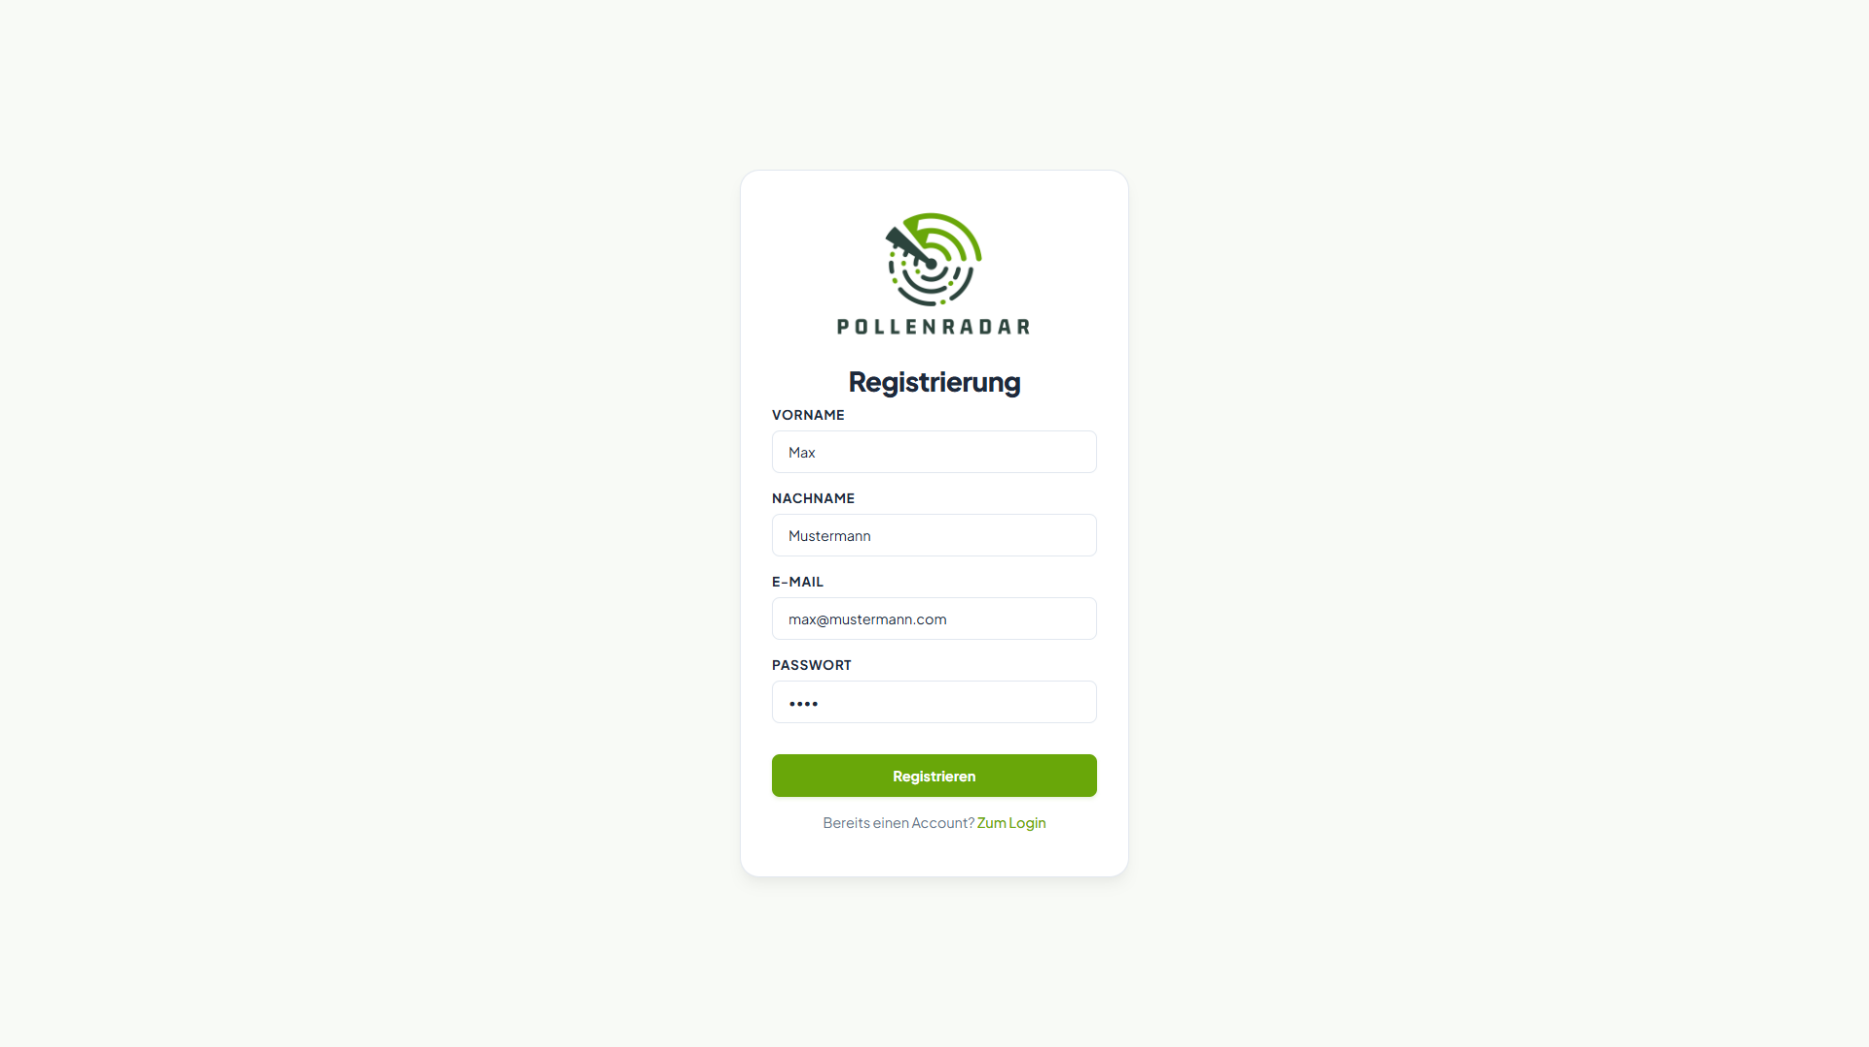 POLLENRADAR
Registrierung
VORNAME
Max
NACHNAME
Mustermann
E-MAIL
max@mustermann.com
PASSWORT
••••
Registrieren
Bereits einen Account? Zum Login